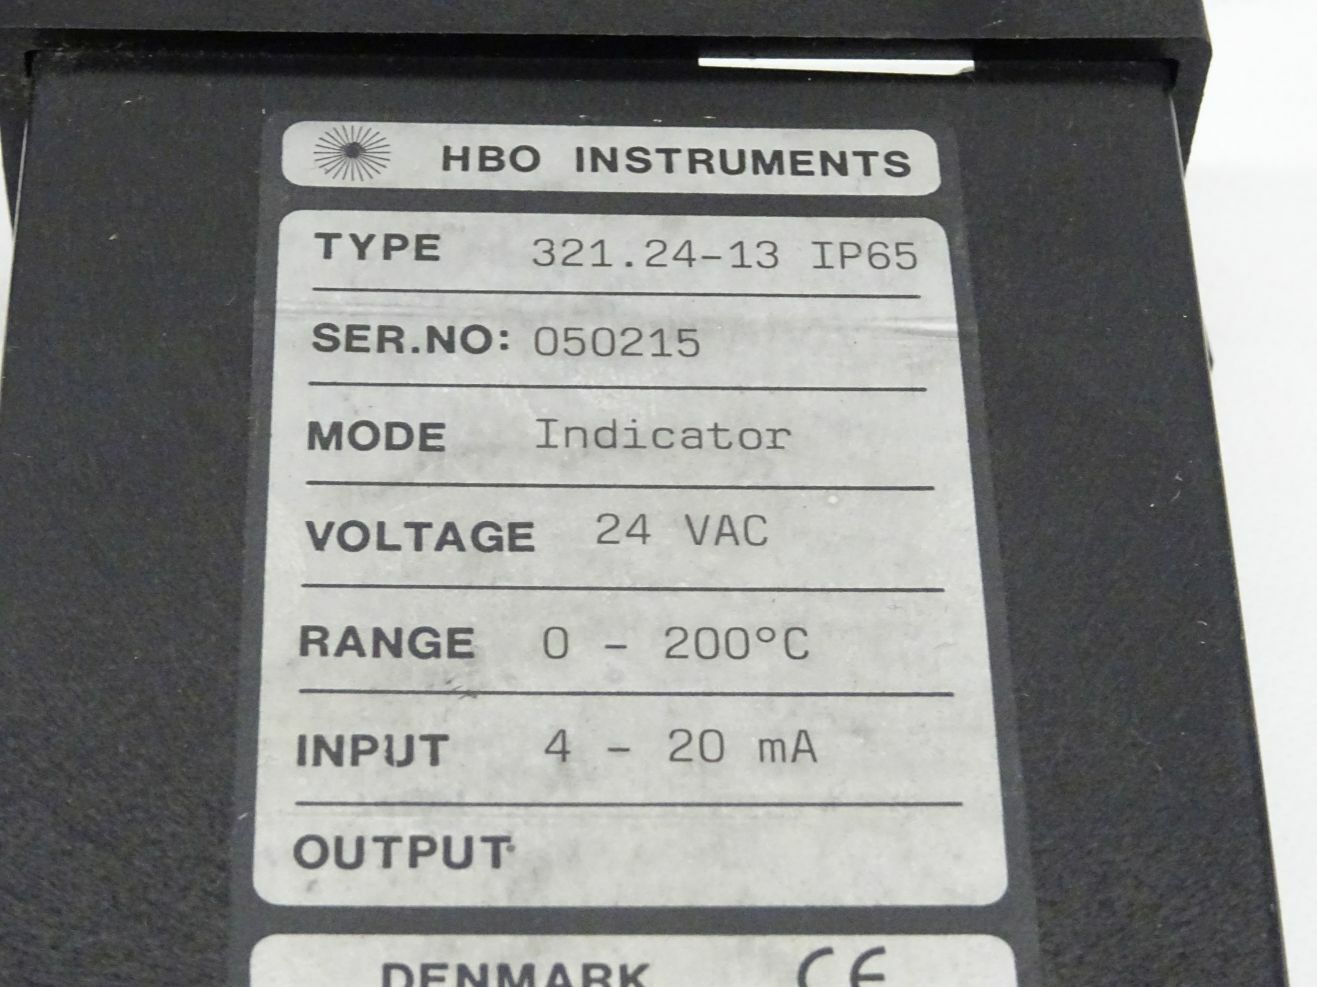 HBO INSTRUMENTS
TYPE 321.24-13 IP65
SER.NO: 050215
MODE Indicator
VOLTAGE 24 VAC
RANGE 0 - 200°C
INPUT 4 - 20 mA
OUTPUT
DENMARK CE